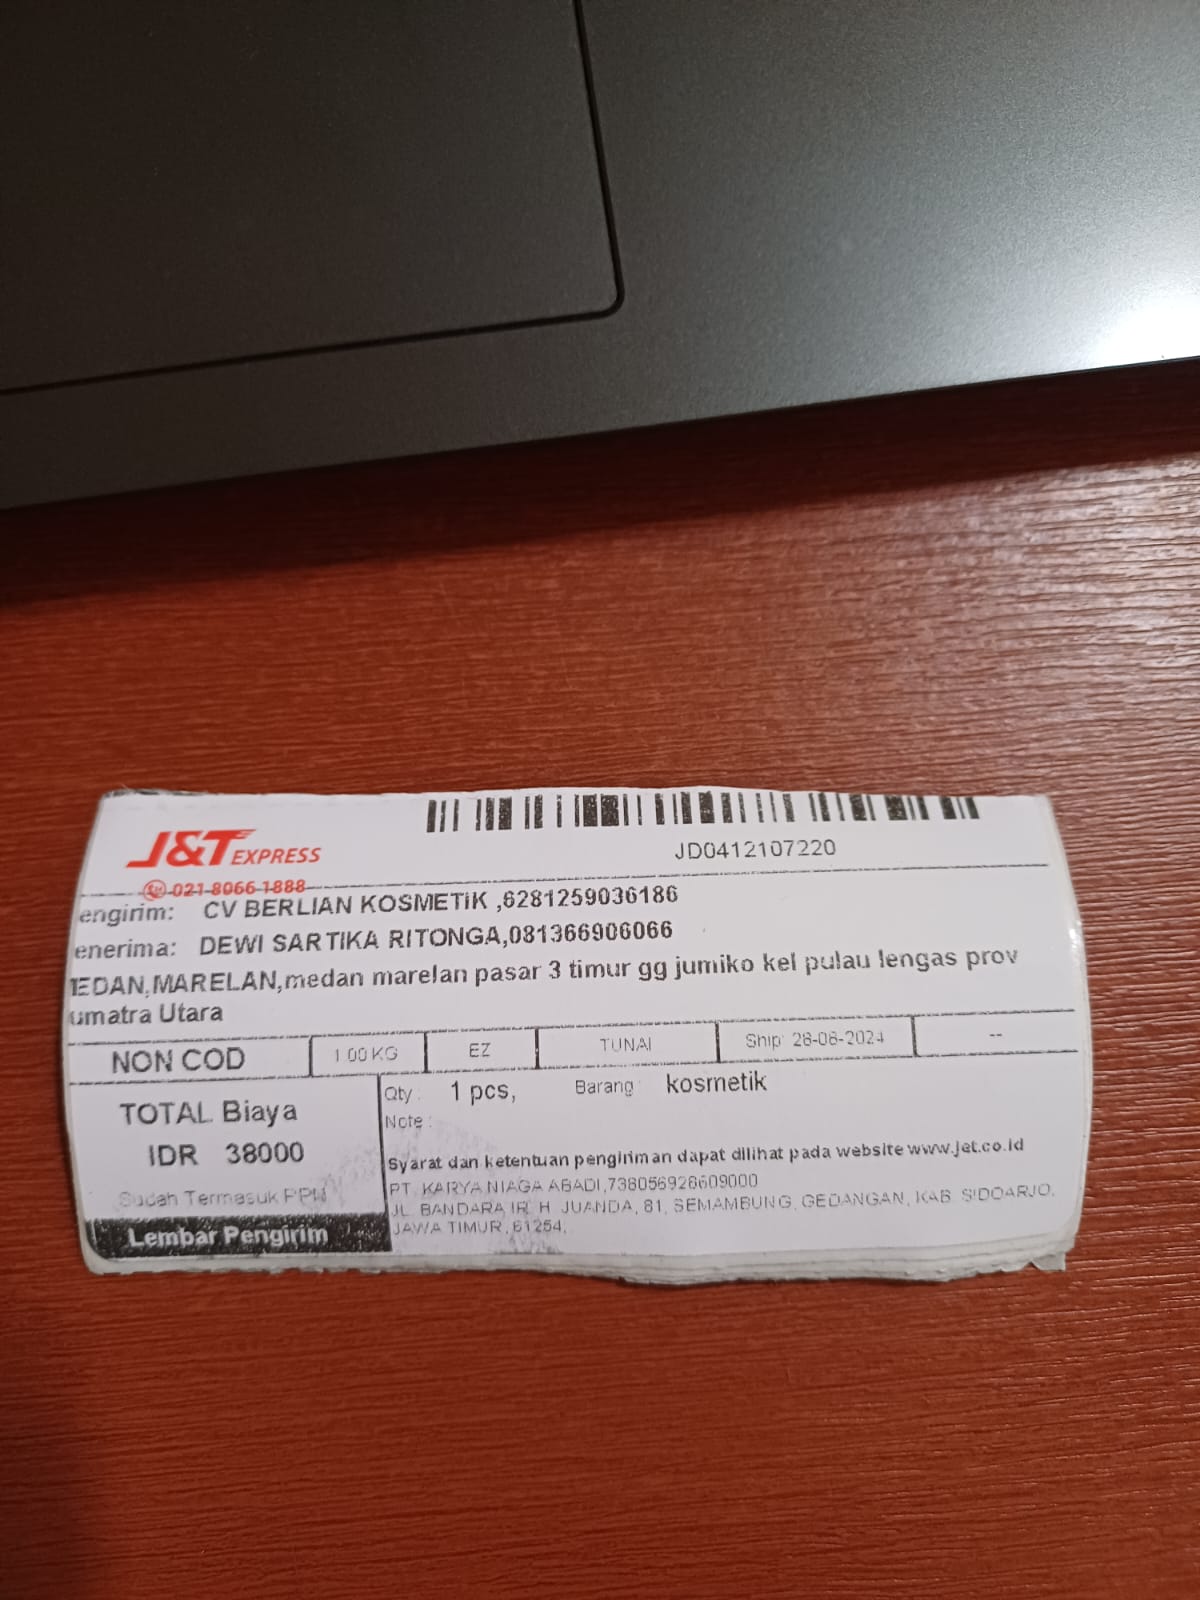 J&T EXPRESS
JD0412107220
021-8066-1888
engirim: CV BERLIAN KOSMETIK ,6281259036186
enerima: DEWI SARTIKA RITONGA,081366906066
EDAN,MARELAN,medan marelan pasar 3 timur gg jumiko kel pulau lengas prov
umatra Utara
NON COD 1.00 KG EZ TUNAI Ship: 28-08-2024 --
Qty : 1 pcs, Barang : kosmetik
TOTAL Biaya
Note :
IDR 38000
Syarat dan ketentuan pengiriman dapat dilihat pada website www.jet.co.id
Sudah Termasuk PPN
PT. KARYA NIAGA ABADI,738056928609000
JL. BANDARA IR. H. JUANDA, 81, SEMAMBUNG, GEDANGAN, KAB. SIDOARJO,
JAWA TIMUR, 61254,
Lembar Pengirim